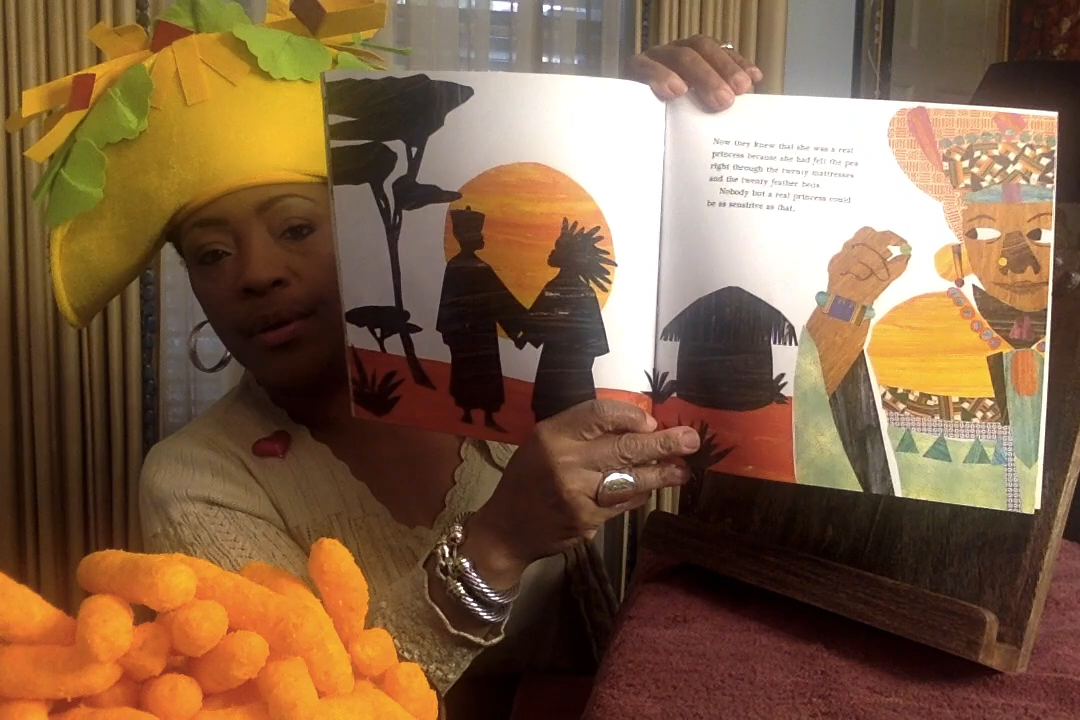 Now they knew that she was a real
princess because she had felt the pea
right through the twenty mattresses
and the twenty feather beds.
Nobody but a real princess could
be as sensitive as that.